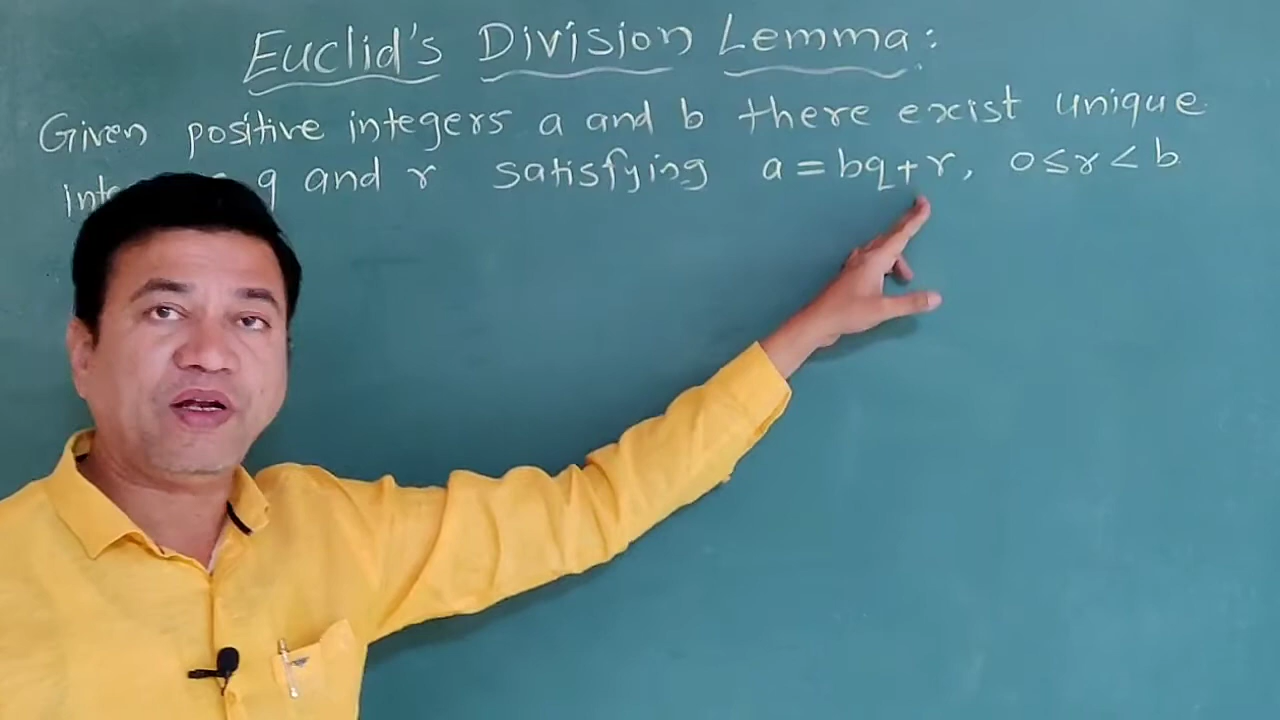 Euclid's Division Lemma:
Given positive integers a and b there exist unique
q and r satisfying a = bq + r, 0 ≤ r < b